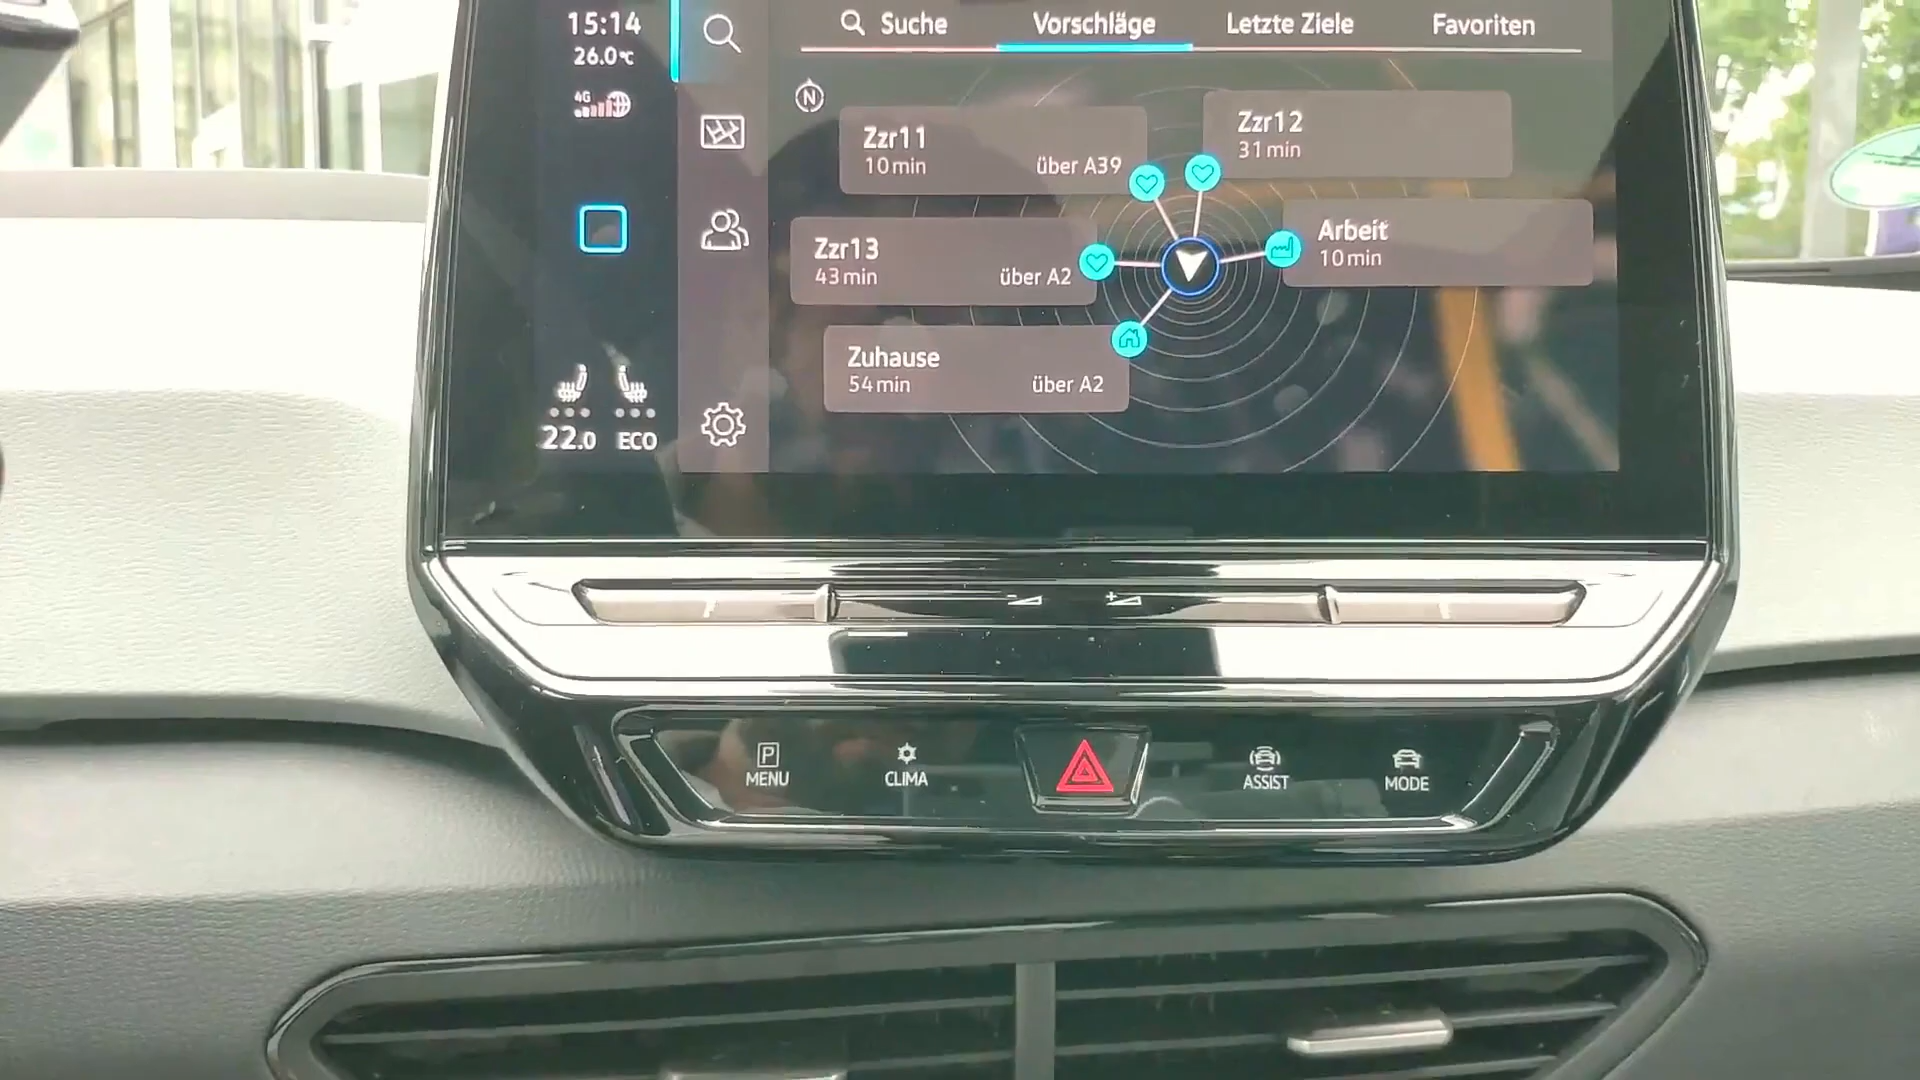 15:14
26.0°C
4G
Suche
Vorschläge
Letzte Ziele
Favoriten
N
Zzr11
10 min
über A39
Zzr12
31 min
Zzr13
43 min
über A2
Arbeit
10 min
Zuhause
54 min
über A2
22.0
ECO
P
MENU
CLIMA
ASSIST
MODE